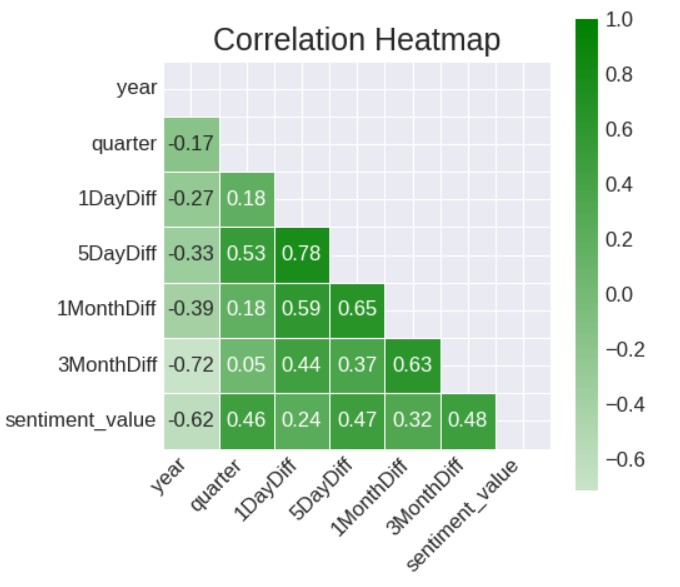 Correlation Heatmap
year
quarter -0.17
1DayDiff -0.27 0.18
5DayDiff -0.33 0.53 0.78
1MonthDiff -0.39 0.18 0.59 0.65
3MonthDiff -0.72 0.05 0.44 0.37 0.63
sentiment_value -0.62 0.46 0.24 0.47 0.32 0.48
year quarter 1DayDiff 5DayDiff 1MonthDiff 3MonthDiff sentiment_value
1.0
0.8
0.6
0.4
0.2
0.0
−0.2
−0.4
−0.6